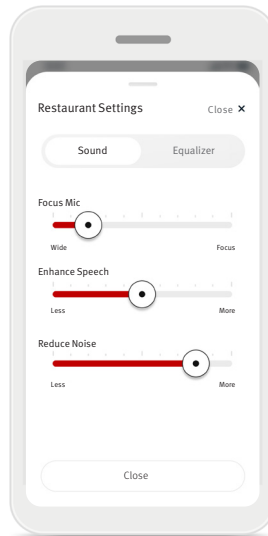 Restaurant Settings Close ×
Sound Equalizer
Focus Mic
Wide Focus
Enhance Speech
Less More
Reduce Noise
Less More
Close